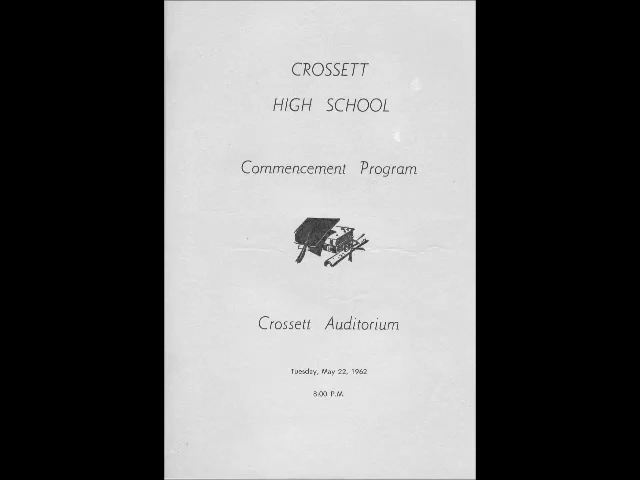 CROSSETT
HIGH SCHOOL
Commencement Program
Crossett Auditorium
Tuesday, May 22, 1962
8:00 P.M.